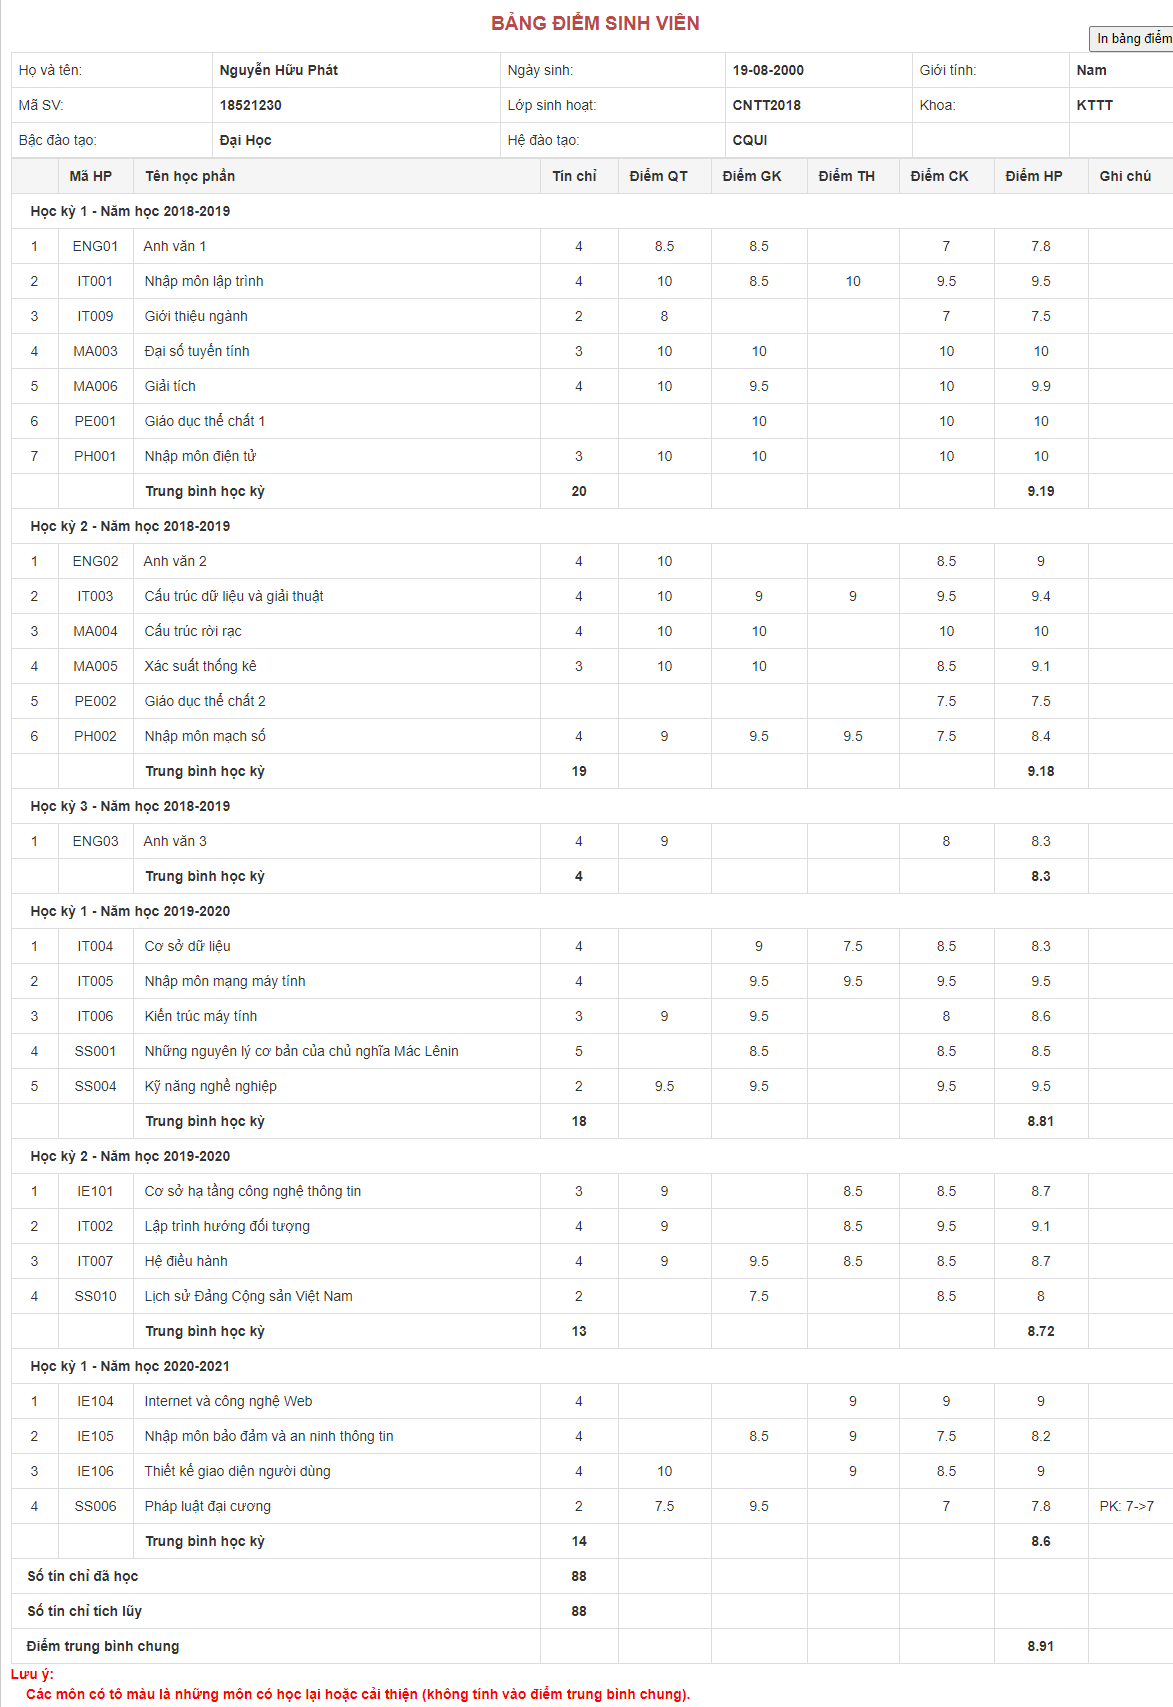 BẢNG ĐIỂM SINH VIÊN
In bảng điểm
Họ và tên: Nguyễn Hữu Phát Ngày sinh: 19-08-2000 Giới tính: Nam
Mã SV: 18521230 Lớp sinh hoạt: CNTT2018 Khoa: KTTT
Bậc đào tạo: Đại Học Hệ đào tạo: CQUI
Mã HP Tên học phần Tín chỉ Điểm QT Điểm GK Điểm TH Điểm CK Điểm HP Ghi chú
Học kỳ 1 - Năm học 2018-2019
1 ENG01 Anh văn 1 4 8.5 8.5 7 7.8
2 IT001 Nhập môn lập trình 4 10 8.5 10 9.5 9.5
3 IT009 Giới thiệu ngành 2 8 7 7.5
4 MA003 Đại số tuyến tính 3 10 10 10 10
5 MA006 Giải tích 4 10 9.5 10 9.9
6 PE001 Giáo dục thể chất 1 10 10 10
7 PH001 Nhập môn điện tử 3 10 10 10 10
Trung bình học kỳ 20 9.19
Học kỳ 2 - Năm học 2018-2019
1 ENG02 Anh văn 2 4 10 8.5 9
2 IT003 Cấu trúc dữ liệu và giải thuật 4 10 9 9 9.5 9.4
3 MA004 Cấu trúc rời rạc 4 10 10 10 10
4 MA005 Xác suất thống kê 3 10 10 8.5 9.1
5 PE002 Giáo dục thể chất 2 7.5 7.5
6 PH002 Nhập môn mạch số 4 9 9.5 9.5 7.5 8.4
Trung bình học kỳ 19 9.18
Học kỳ 3 - Năm học 2018-2019
1 ENG03 Anh văn 3 4 9 8 8.3
Trung bình học kỳ 4 8.3
Học kỳ 1 - Năm học 2019-2020
1 IT004 Cơ sở dữ liệu 4 9 7.5 8.5 8.3
2 IT005 Nhập môn mạng máy tính 4 9.5 9.5 9.5 9.5
3 IT006 Kiến trúc máy tính 3 9 9.5 8 8.6
4 SS001 Những nguyên lý cơ bản của chủ nghĩa Mác Lênin 5 8.5 8.5 8.5
5 SS004 Kỹ năng nghề nghiệp 2 9.5 9.5 9.5 9.5
Trung bình học kỳ 18 8.81
Học kỳ 2 - Năm học 2019-2020
1 IE101 Cơ sở hạ tầng công nghệ thông tin 3 9 8.5 8.5 8.7
2 IT002 Lập trình hướng đối tượng 4 9 8.5 9.5 9.1
3 IT007 Hệ điều hành 4 9 9.5 8.5 8.5 8.7
4 SS010 Lịch sử Đảng Cộng sản Việt Nam 2 7.5 8.5 8
Trung bình học kỳ 13 8.72
Học kỳ 1 - Năm học 2020-2021
1 IE104 Internet và công nghệ Web 4 9 9 9
2 IE105 Nhập môn bảo đảm và an ninh thông tin 4 8.5 9 7.5 8.2
3 IE106 Thiết kế giao diện người dùng 4 10 9 8.5 9
4 SS006 Pháp luật đại cương 2 7.5 9.5 7 7.8 PK: 7->7
Trung bình học kỳ 14 8.6
Số tín chỉ đã học 88
Số tín chỉ tích lũy 88
Điểm trung bình chung 8.91
Lưu ý:
Các môn có tô màu là những môn có học lại hoặc cải thiện (không tính vào điểm trung bình chung).